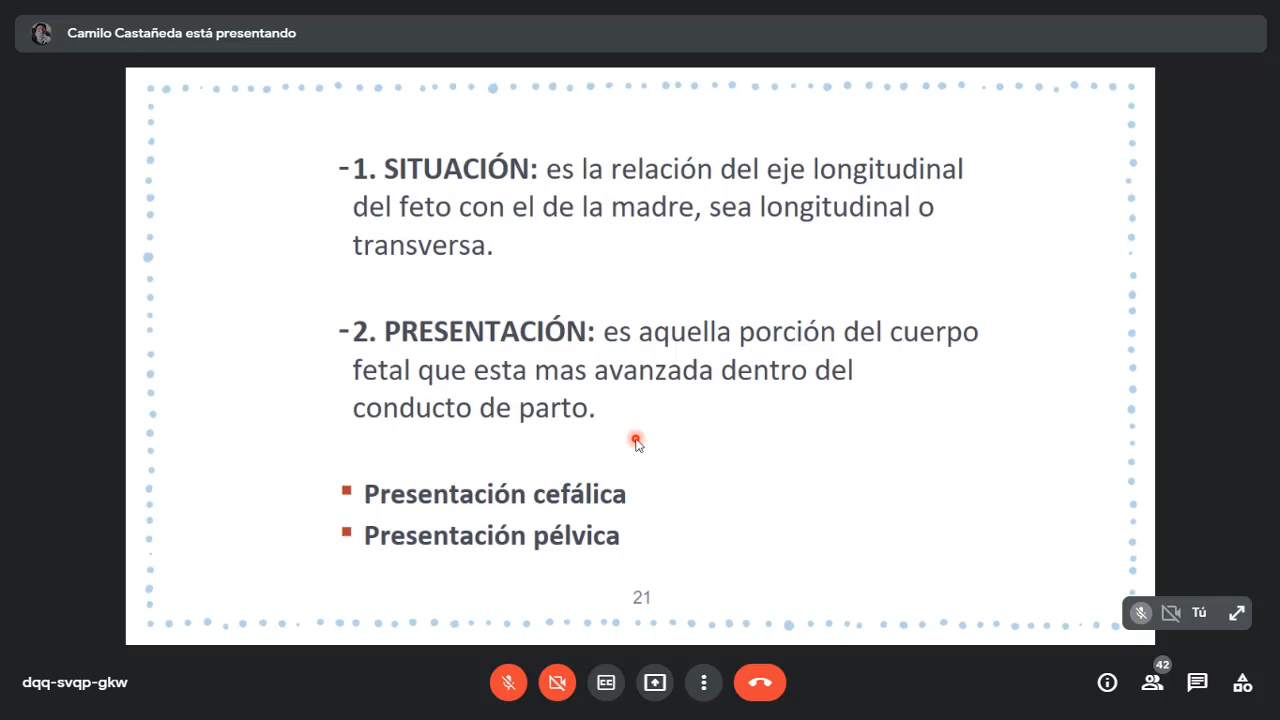 Camilo Castañeda está presentando
-1. SITUACIÓN: es la relación del eje longitudinal
del feto con el de la madre, sea longitudinal o
transversa.
-2. PRESENTACIÓN: es aquella porción del cuerpo
fetal que esta mas avanzada dentro del
conducto de parto.
▪ Presentación cefálica
▪ Presentación pélvica
21
Tú
dqq-svqp-gkw
CC
42